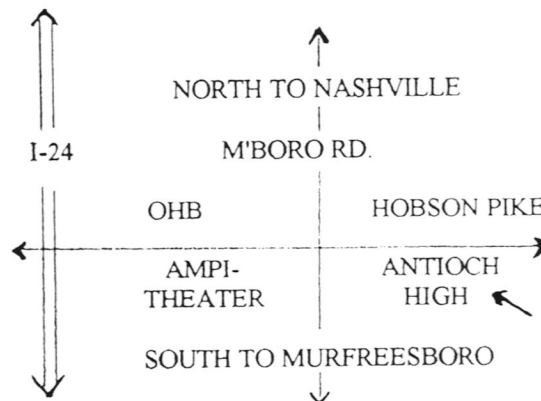 NORTH TO NASHVILLE
I-24
M'BORO RD.
OHB
HOBSON PIKE
AMPI-
THEATER
ANTIOCH
HIGH
SOUTH TO MURFREESBORO